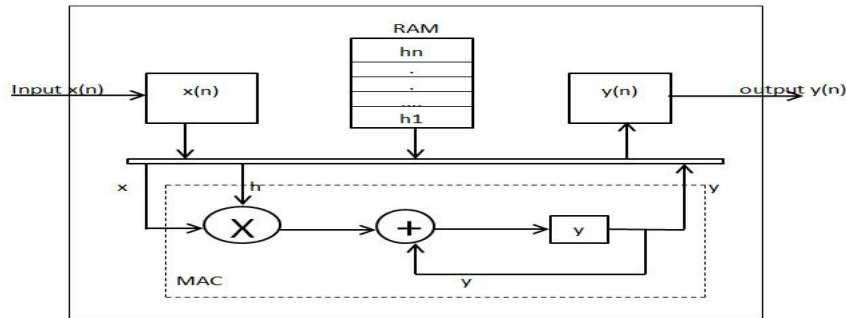 RAM
hn
.
.
....
h1
Input x(n)
x(n)
y(n)
output y(n)
x
h
y
X
+
y
MAC
y